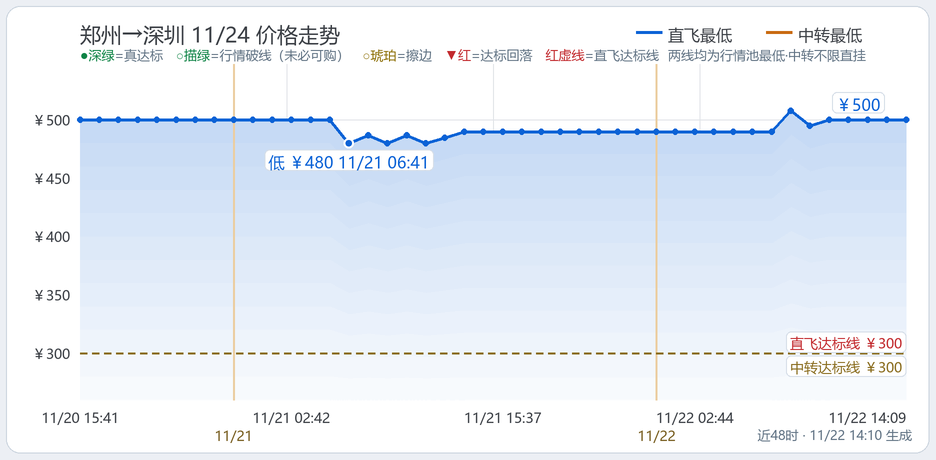 郑州→深圳 11/24 价格走势
直飞最低 中转最低
●深绿=真达标 ○描绿=行情破线（未必可购） ○琥珀=擦边 ▼红=达标回落 红虚线=直飞达标线 两线均为行情池最低·中转不限直挂
¥500
¥500
低 ¥480 11/21 06:41
¥450
¥400
¥350
¥300
直飞达标线 ¥300
中转达标线 ¥300
11/20 15:41 11/21 02:42 11/21 15:37 11/22 02:44 11/22 14:09
11/21 11/22 近48时 · 11/22 14:10 生成